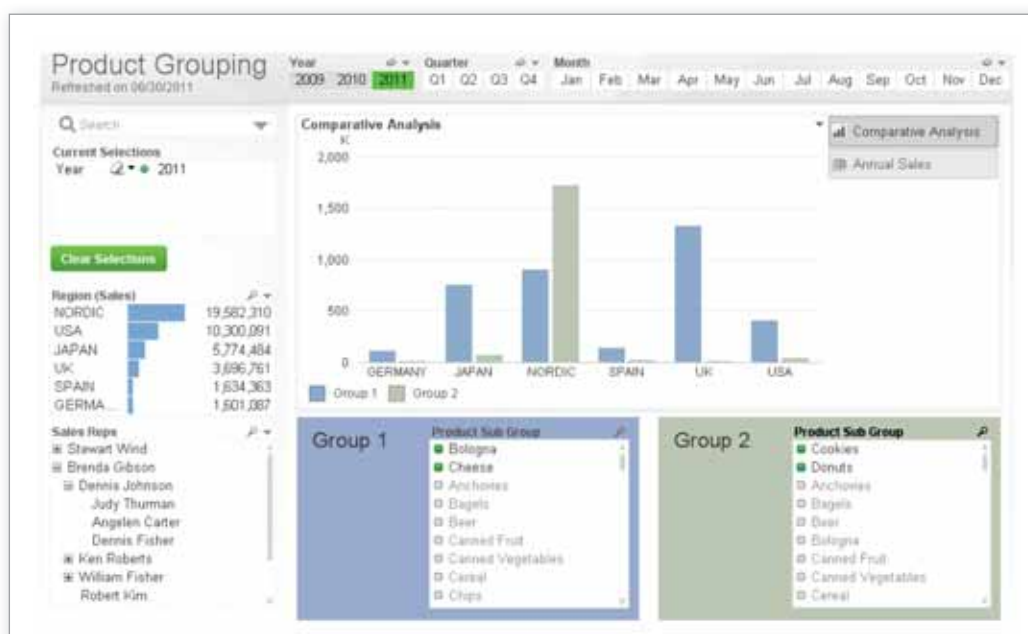 Product Grouping
Refreshed on 06/30/2011
Year
2009 2010 2011
Quarter
Q1 Q2 Q3 Q4
Month
Jan Feb Mar Apr May Jun Jul Aug Sep Oct Nov Dec
Search
Current Selections
Year 2011
Clear Selections
Region (Sales)
NORDIC 19,582,310
USA 10,300,091
JAPAN 5,774,484
UK 3,696,761
SPAIN 1,634,363
GERMA... 1,601,087
Sales Reps
Stewart Wind
Brenda Gibson
Dennis Johnson
Judy Thurman
Angelen Carter
Dennis Fisher
Ken Roberts
William Fisher
Robert Kim
Comparative Analysis
K
2,000
1,500
1,000
500
0
GERMANY JAPAN NORDIC SPAIN UK USA
Group 1 Group 2
Comparative Analysis
Annual Sales
Group 1
Product Sub Group
Bologna
Cheese
Anchovies
Bagels
Beer
Canned Fruit
Canned Vegetables
Cereal
Chips
Group 2
Product Sub Group
Cookies
Donuts
Anchovies
Bagels
Beer
Bologna
Canned Fruit
Canned Vegetables
Cereal